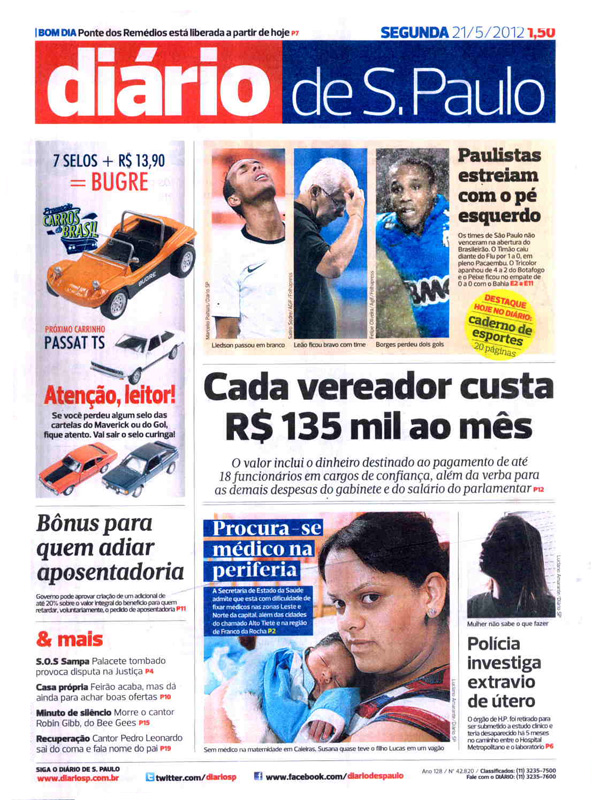 BOM DIA Ponte dos Remédios está liberada a partir de hoje P7
SEGUNDA 21/5/2012 1,50
diário de S. Paulo
7 SELOS + R$ 13,90
= BUGRE
CARROS
BRASIL!
BUGRE
PRÓXIMO CARRINHO
PASSAT TS
Atenção, leitor!
Se você perdeu algum selo das
cartelas do Maverick ou do Gol,
fique atento. Vai sair o selo curinga!
Liedson passou em branco
Leão ficou bravo com time
Borges perdeu dois gols
Paulistas
estreiam
com o pé
esquerdo
Os times de São Paulo não
venceram na abertura do
Brasileirão. O Timão caiu
diante do Flu por 1 a 0, em
pleno Pacaembu. O Tricolor
apanhou de 4 a 2 do Botafogo
e o Peixe ficou no empate de
0 a 0 com o Bahia E2 a E11
DESTAQUE
HOJE NO DIÁRIO:
caderno de
esportes
20 páginas
Cada vereador custa
R$ 135 mil ao mês
O valor inclui o dinheiro destinado ao pagamento de até
18 funcionários em cargos de confiança, além da verba para
as demais despesas do gabinete e do salário do parlamentar P12
Bônus para
quem adiar
aposentadoria
Governo pode aprovar criação de um adicional de
até 20% sobre o valor integral do benefício para quem
retardar, voluntariamente, o pedido de aposentadoria P11
& mais
S.O.S Sampa Palacete tombado
provoca disputa na Justiça P4
Casa própria Feirão acaba, mas dá
ainda para achar boas ofertas P10
Minuto de silêncio Morre o cantor
Robin Gibb, do Bee Gees P15
Recuperação Cantor Pedro Leonardo
sai do coma e fala nome do pai P19
Procura-se
médico na
periferia
A Secretaria de Estado da Saúde
admite que está com dificuldade de
fixar médicos nas zonas Leste e
Norte da capital, além das cidades
do chamado Alto Tietê e na região
de Franco da Rocha P2
Luciano Amarante/Diário SP
Sem médico na maternidade em Caieiras, Susana quase teve o filho Lucas em um vagão
Luciano Amarante/Diário SP
Mulher não sabe o que fazer
Polícia
investiga
extravio
de útero
O órgão de H.P. foi retirado para
ser submetido a estudo clínico e
teria desaparecido há 5 meses
no caminho entre o Hospital
Metropolitano e o laboratório P6
SIGA O DIÁRIO DE S. PAULO
www.diariosp.com.br
twitter.com/diariosp
www.facebook.com/diariodespaulo
Ano 128 / Nº 42.820 / Classificados: (11) 3235-7500
Fale com o DIÁRIO: (11) 3235-7600